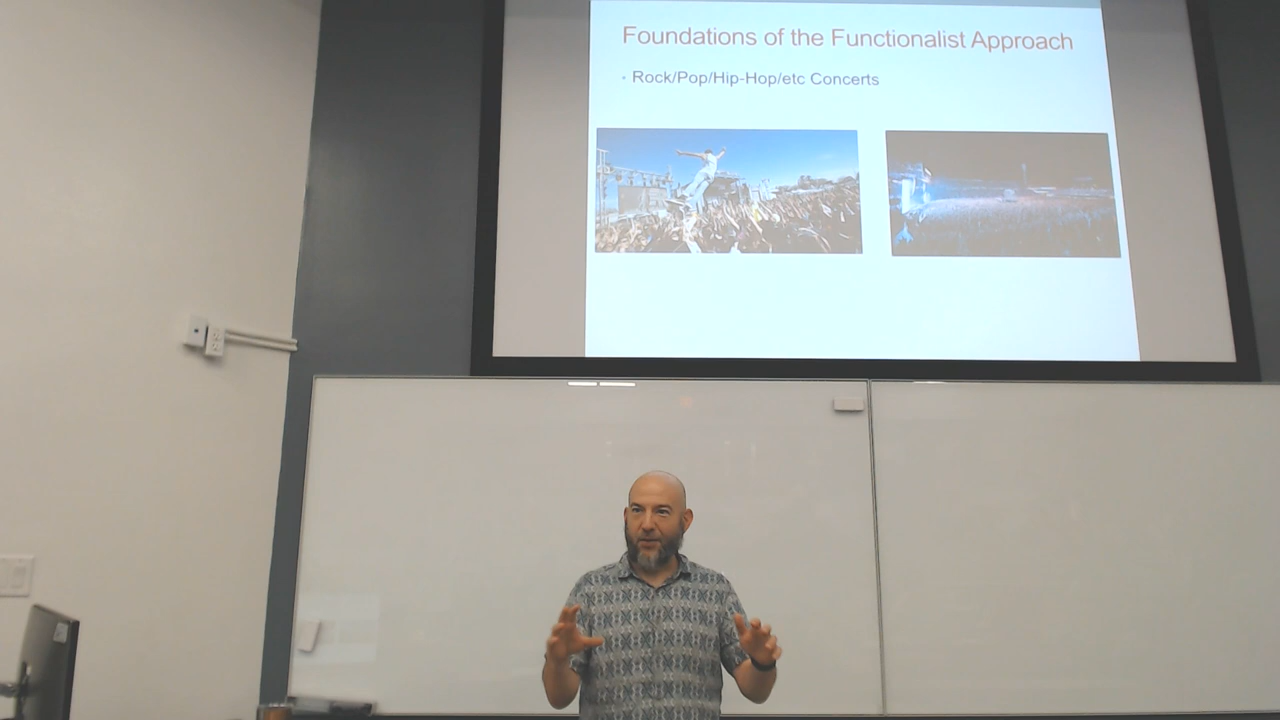 Foundations of the Functionalist Approach
• Rock/Pop/Hip-Hop/etc Concerts